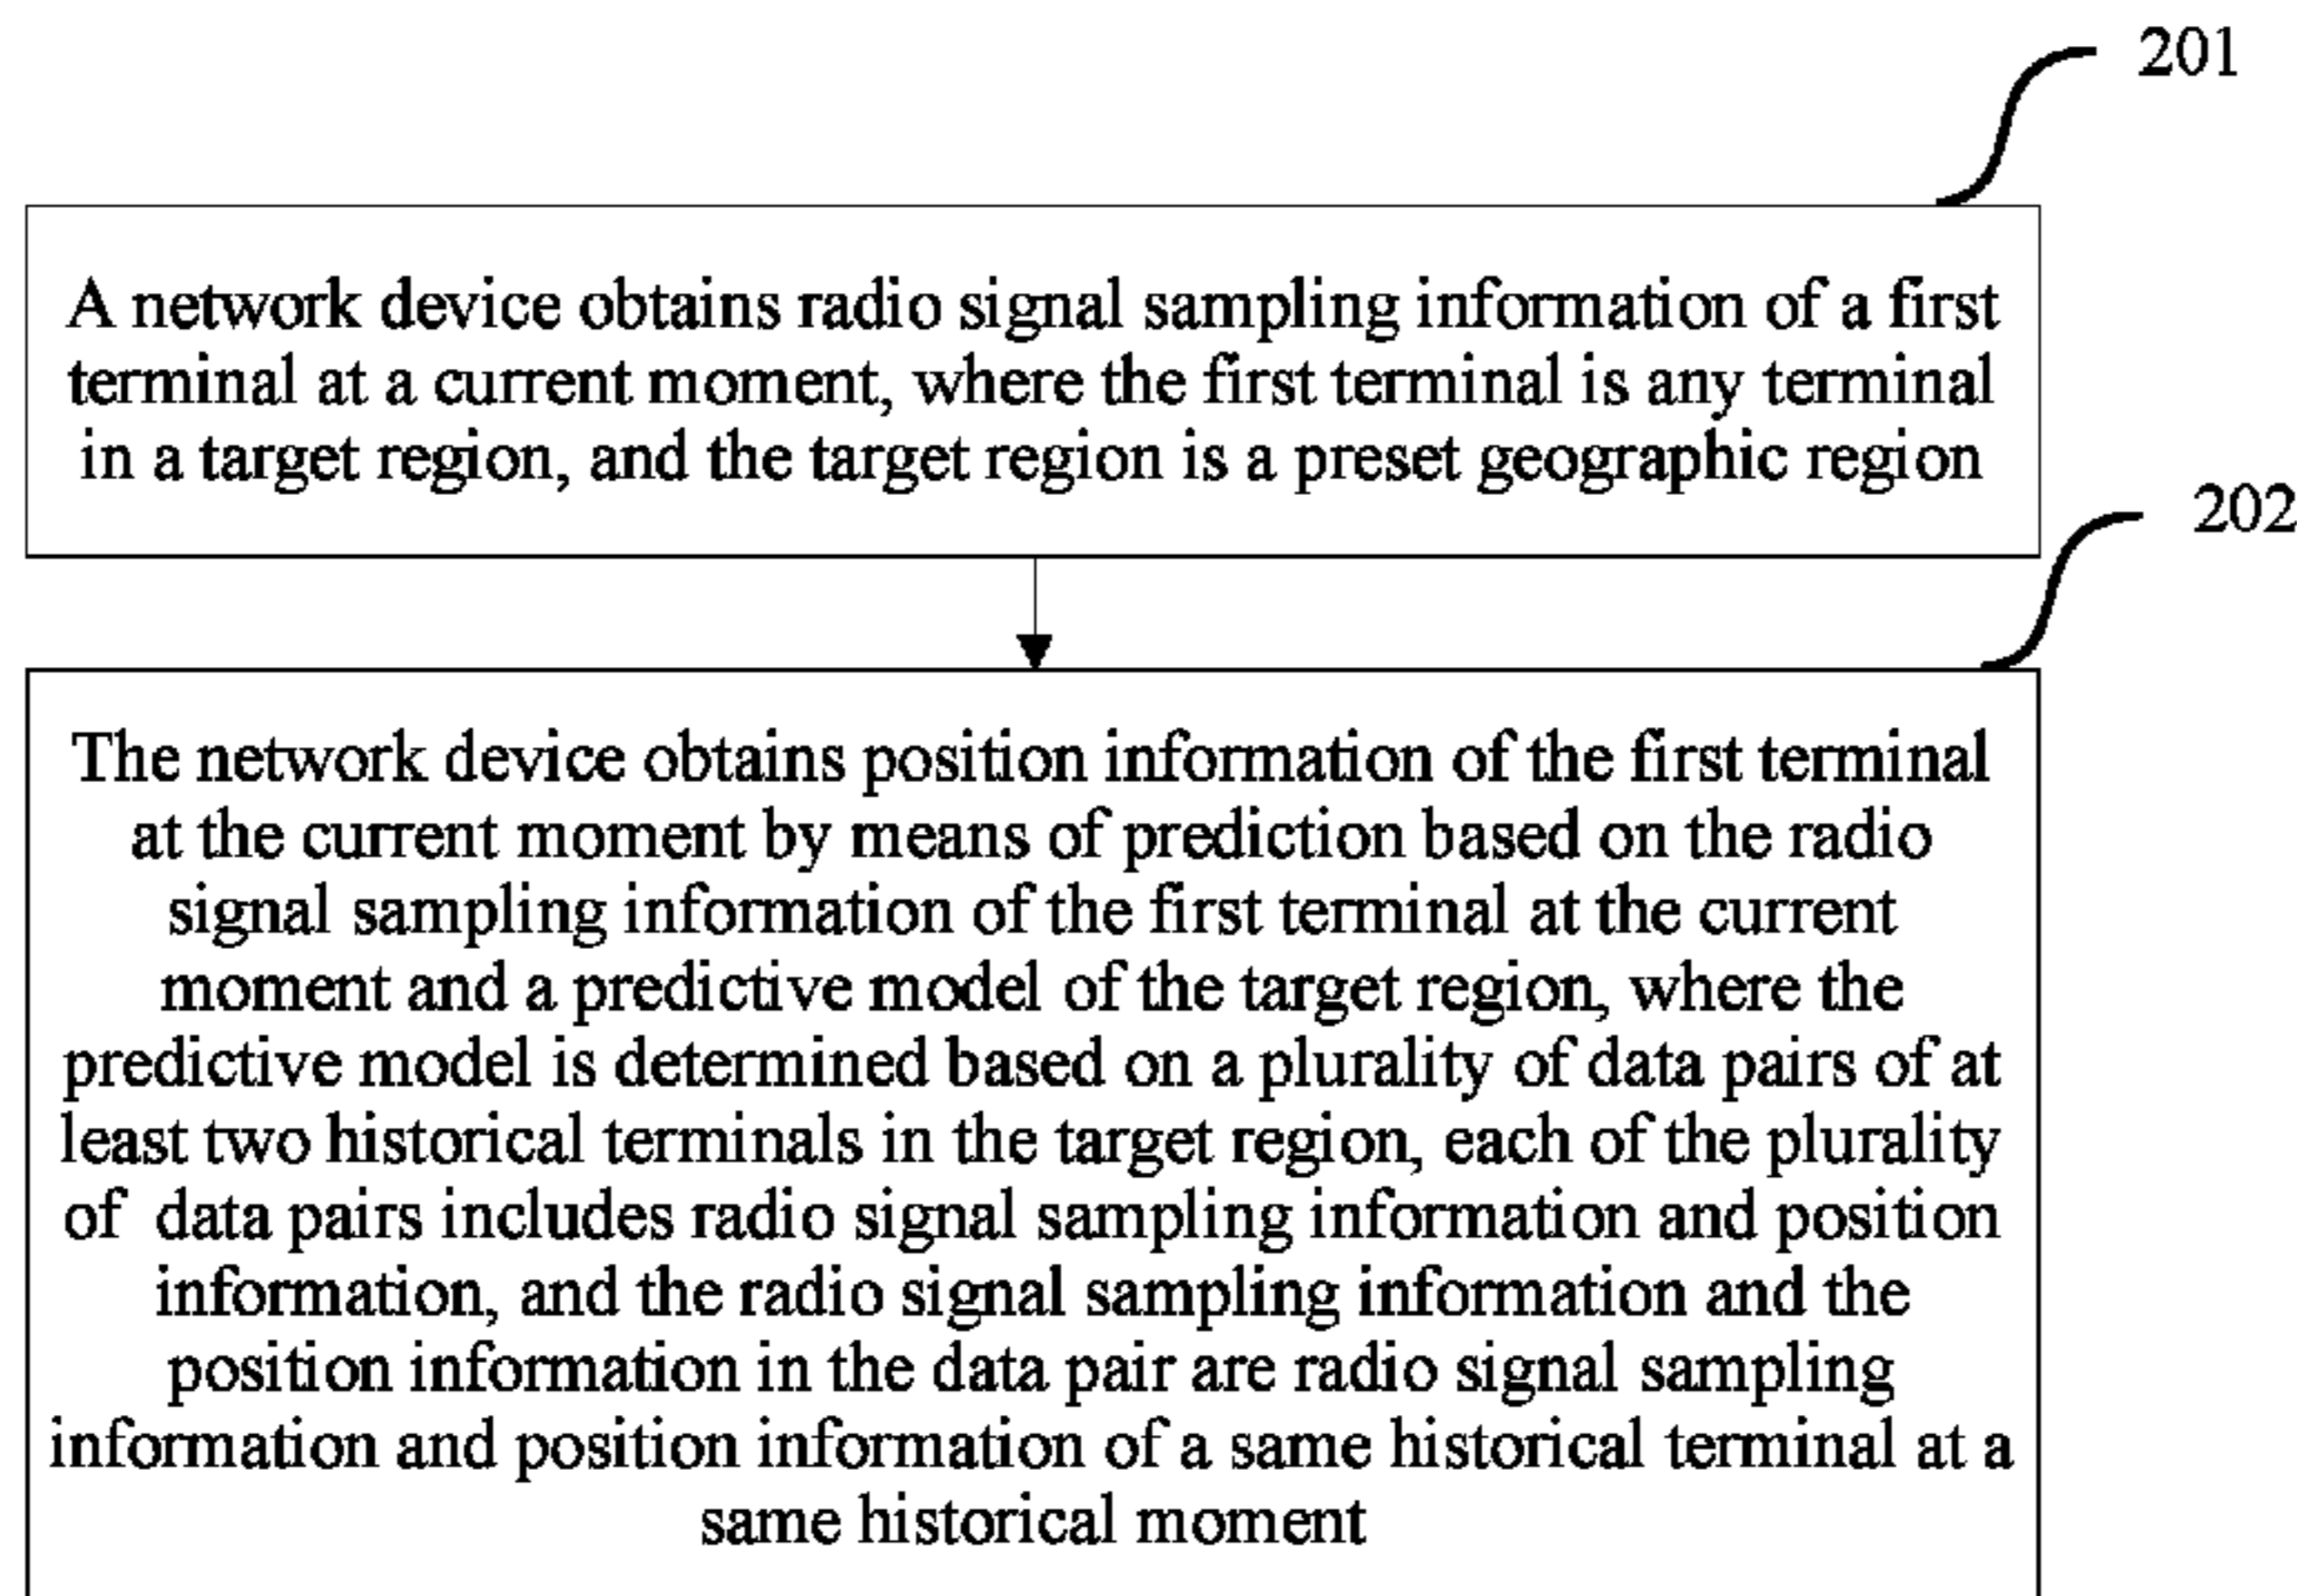 201
A network device obtains radio signal sampling information of a first
terminal at a current moment, where the first terminal is any terminal
in a target region, and the target region is a preset geographic region
202
The network device obtains position information of the first terminal
at the current moment by means of prediction based on the radio
signal sampling information of the first terminal at the current
moment and a predictive model of the target region, where the
predictive model is determined based on a plurality of data pairs of at
least two historical terminals in the target region, each of the plurality
of data pairs includes radio signal sampling information and position
information, and the radio signal sampling information and the
position information in the data pair are radio signal sampling
information and position information of a same historical terminal at a
same historical moment